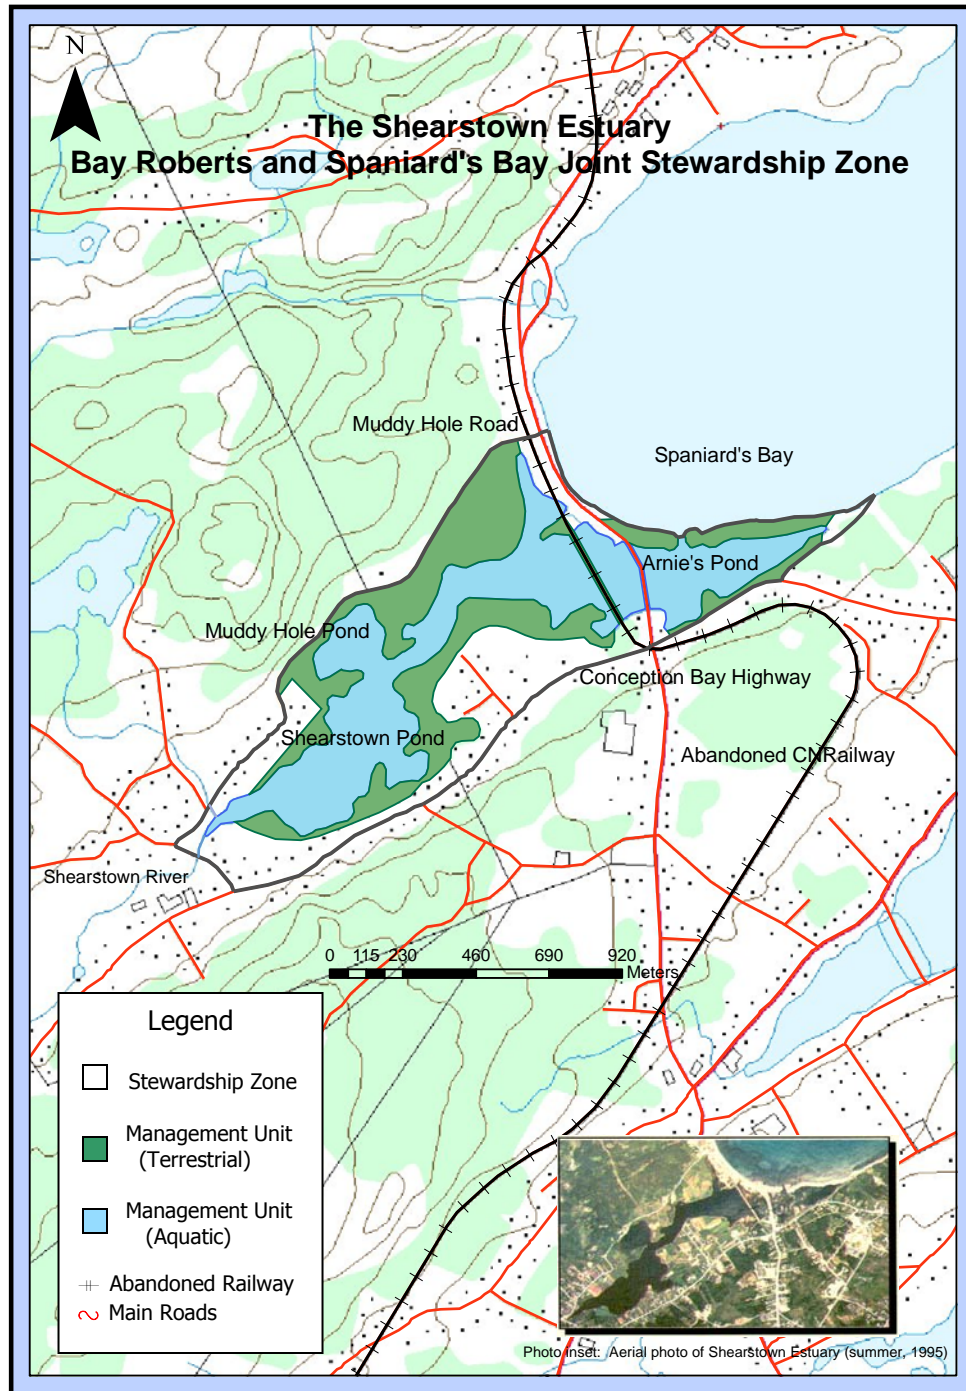 N
The Shearstown Estuary
Bay Roberts and Spaniard's Bay Joint Stewardship Zone
Muddy Hole Road
Spaniard's Bay
Arnie's Pond
Muddy Hole Pond
Conception Bay Highway
Shearstown Pond
Abandoned CNRailway
Shearstown River
0 115 230 460 690 920
Meters
Legend
Stewardship Zone
Management Unit
(Terrestrial)
Management Unit
(Aquatic)
Abandoned Railway
Main Roads
Photo inset: Aerial photo of Shearstown Estuary (summer, 1995)